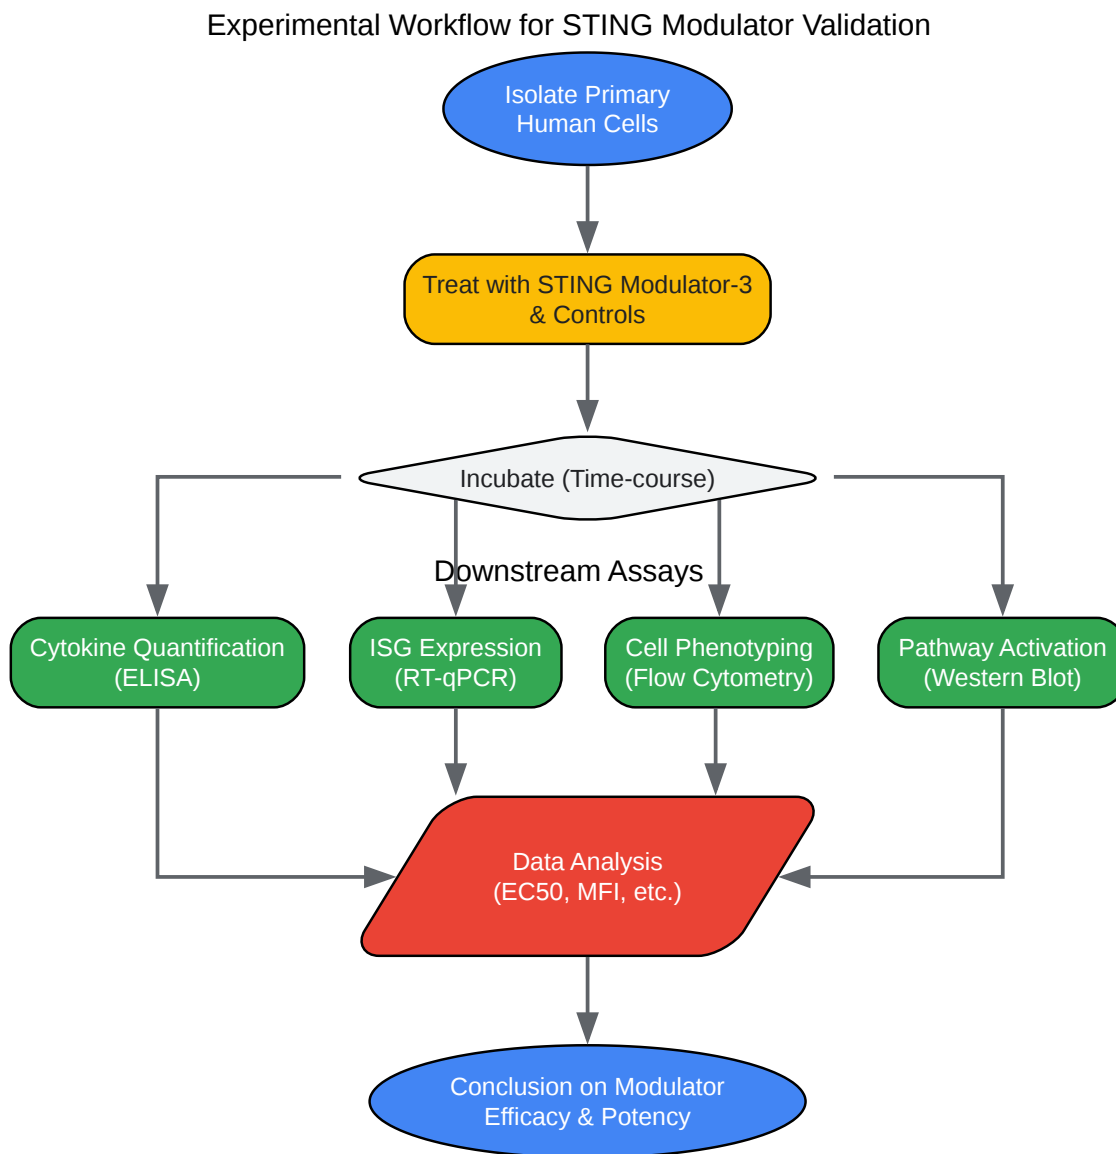 Experimental Workflow for STING Modulator Validation
Isolate Primary
Human Cells
Treat with STING Modulator-3
& Controls
Incubate (Time-course)
Downstream Assays
Cytokine Quantification
(ELISA)
ISG Expression
(RT-qPCR)
Cell Phenotyping
(Flow Cytometry)
Pathway Activation
(Western Blot)
Data Analysis
(EC50, MFI, etc.)
Conclusion on Modulator
Efficacy & Potency